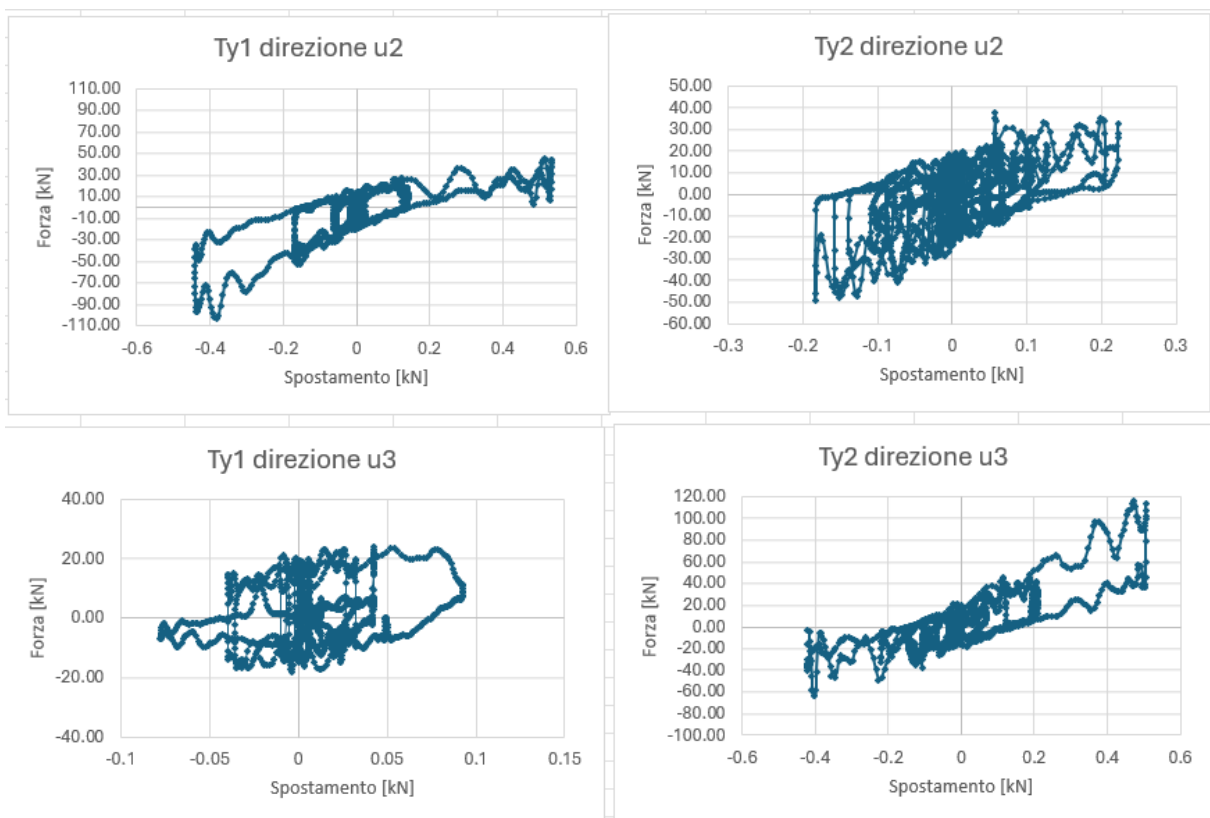 Ty1 direzione u2
110.00
90.00
70.00
50.00
30.00
10.00
-10.00
-30.00
-50.00
-70.00
-90.00
-110.00
Forza [kN]
-0.6 -0.4 -0.2 0 0.2 0.4 0.6
Spostamento [kN]
Ty2 direzione u2
50.00
40.00
30.00
20.00
10.00
0.00
-10.00
-20.00
-30.00
-40.00
-50.00
-60.00
Forza [kN]
-0.3 -0.2 -0.1 0 0.1 0.2 0.3
Spostamento [kN]
Ty1 direzione u3
40.00
20.00
0.00
-20.00
-40.00
Forza [kN]
-0.1 -0.05 0 0.05 0.1 0.15
Spostamento [kN]
Ty2 direzione u3
120.00
100.00
80.00
60.00
40.00
20.00
0.00
-20.00
-40.00
-60.00
-80.00
-100.00
Forza [kN]
-0.6 -0.4 -0.2 0 0.2 0.4 0.6
Spostamento [kN]